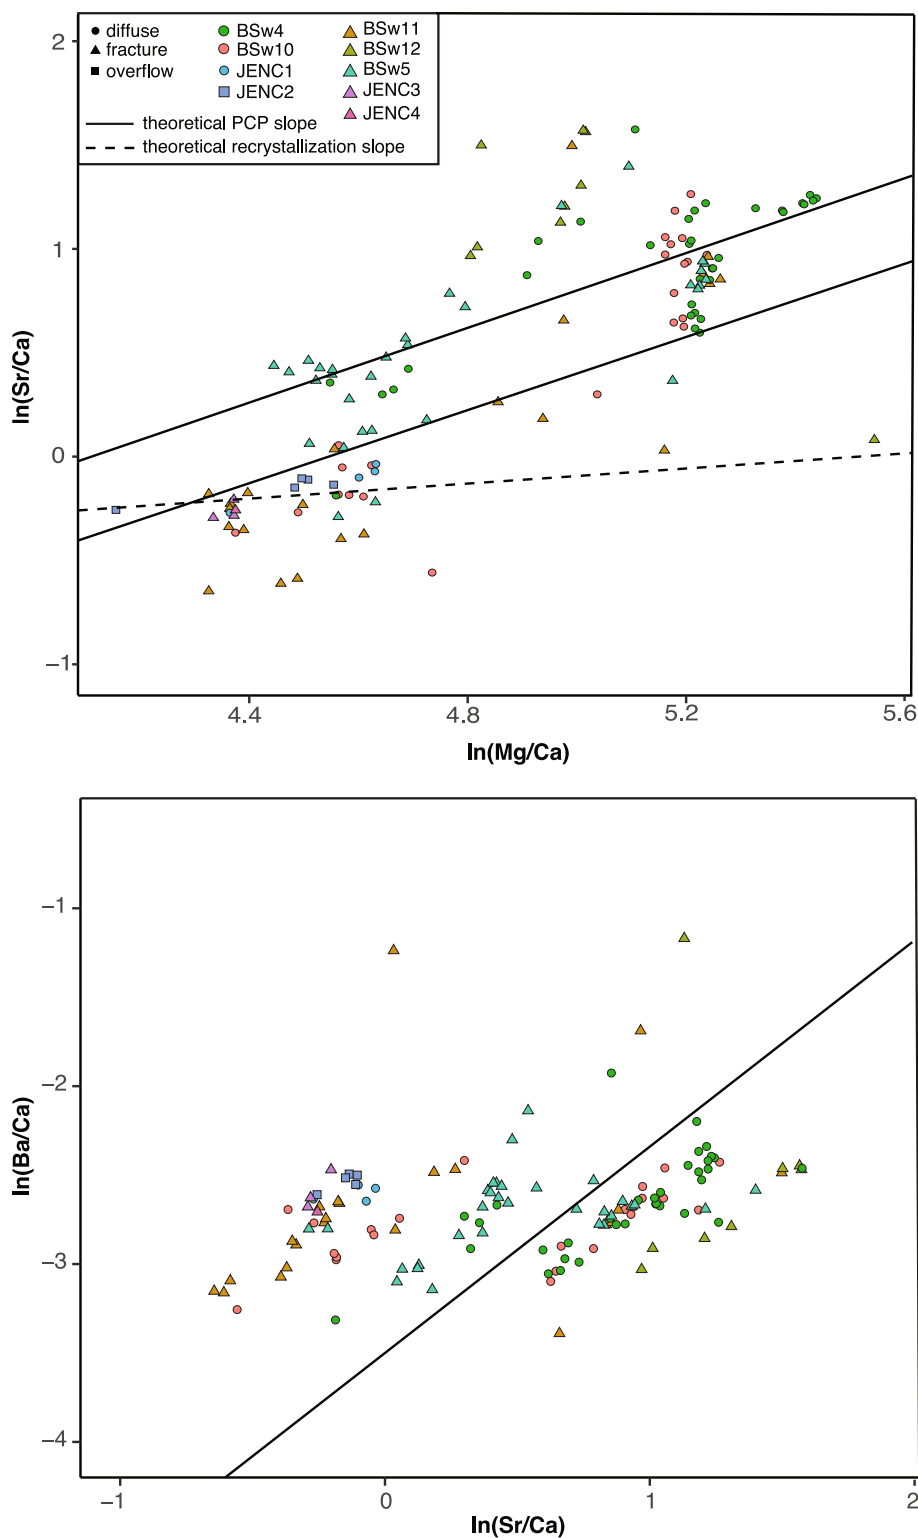 diffuse
fracture
overflow
BSw4
BSw10
JENC1
JENC2
BSw11
BSw12
BSw5
JENC3
JENC4
theoretical PCP slope
theoretical recrystallization slope
2
1
0
−1
ln(Sr/Ca)
4.4 4.8 5.2 5.6
ln(Mg/Ca)
−1
−2
−3
−4
ln(Ba/Ca)
−1 0 1 2
ln(Sr/Ca)